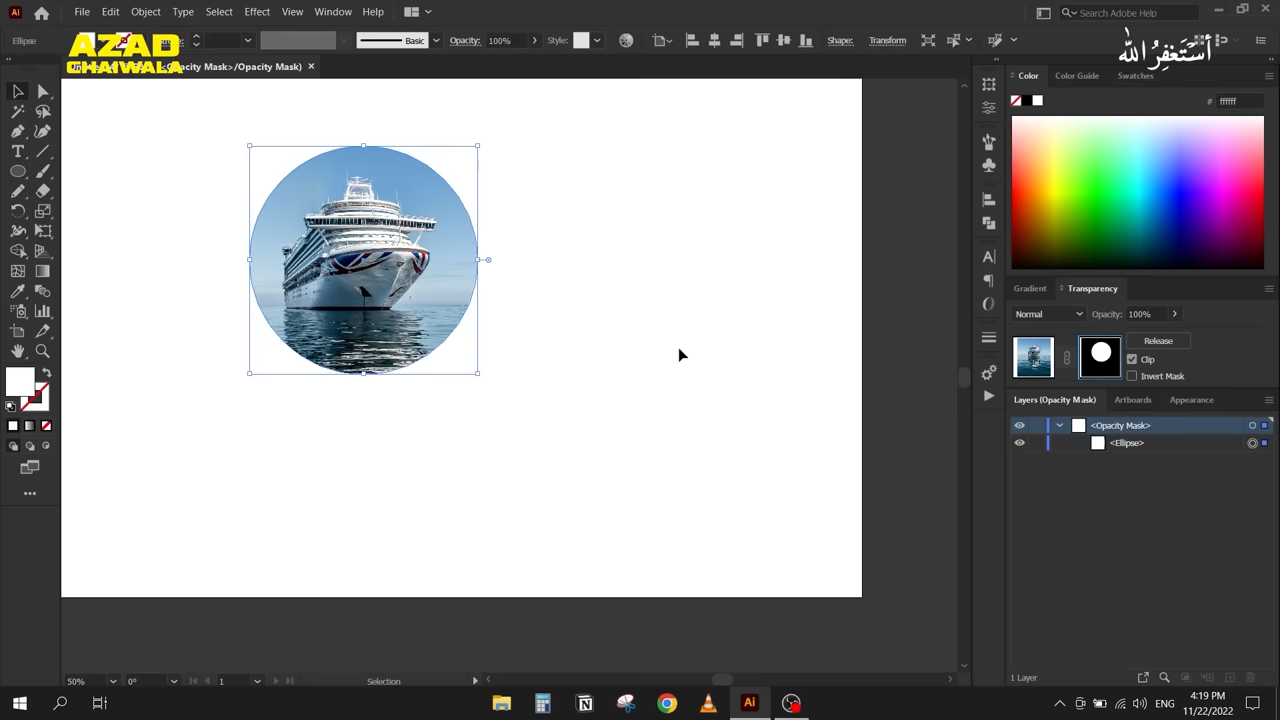 File Edit Object Type Select Effect View Window Help
Search Adobe Help
Ellipse
Basic
Opacity: 100%
Style:
Shape:
Transform
AZAD
CHAIWALA
أستغفر الله
Opacity Mask>/Opacity Mask)
Color Color Guide Swatches
# ffffff
Gradient Transparency
Normal Opacity: 100%
Release
Clip
Invert Mask
Layers (Opacity Mask) Artboards Appearance
<Opacity Mask>
<Ellipse>
50% 0° 1 Selection
1 Layer
ENG
4:19 PM
11/22/2022